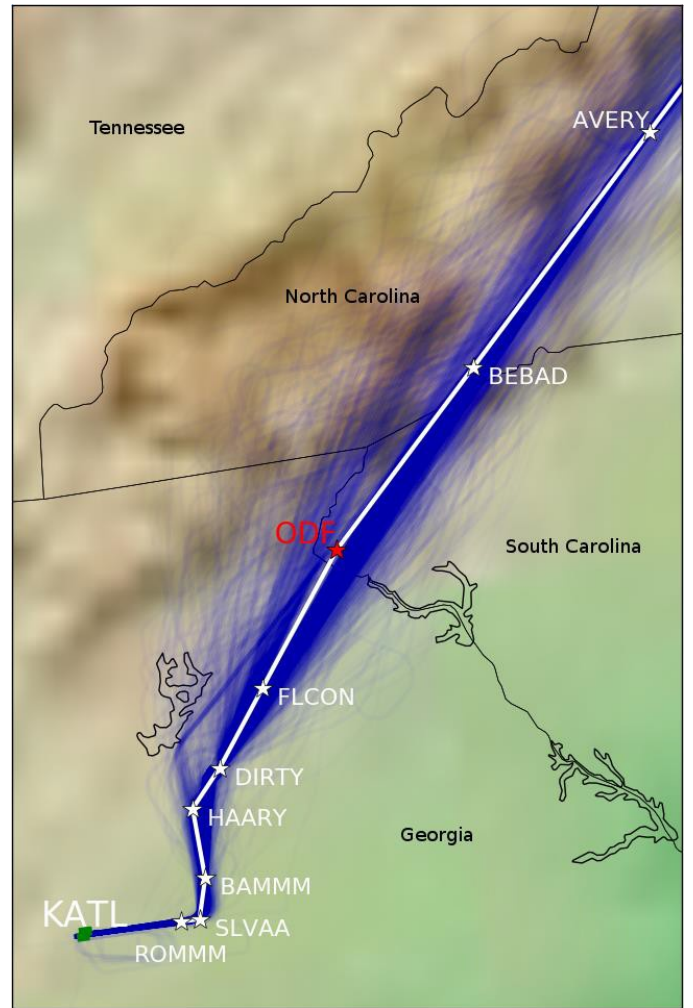 AVERY
Tennessee
North Carolina
BEBAD
ODF
South Carolina
FLCON
DIRTY
HAARY
Georgia
BAMMM
KATL
SLVAA
ROMMM